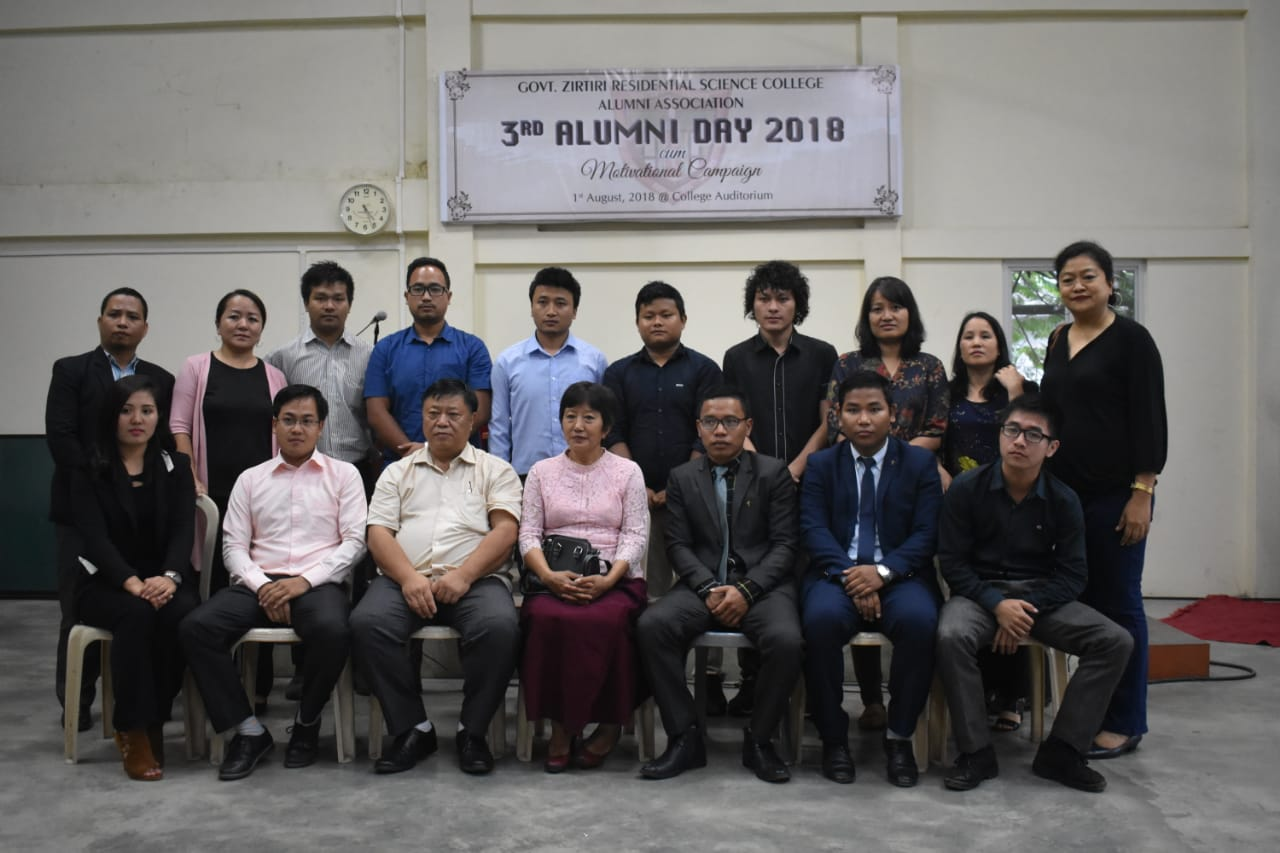 GOVT. ZIRTIRI RESIDENTIAL SCIENCE COLLEGE
ALUMNI ASSOCIATION
3RD ALUMNI DAY 2018
cum
Motivational Campaign
1st August, 2018 @ College Auditorium